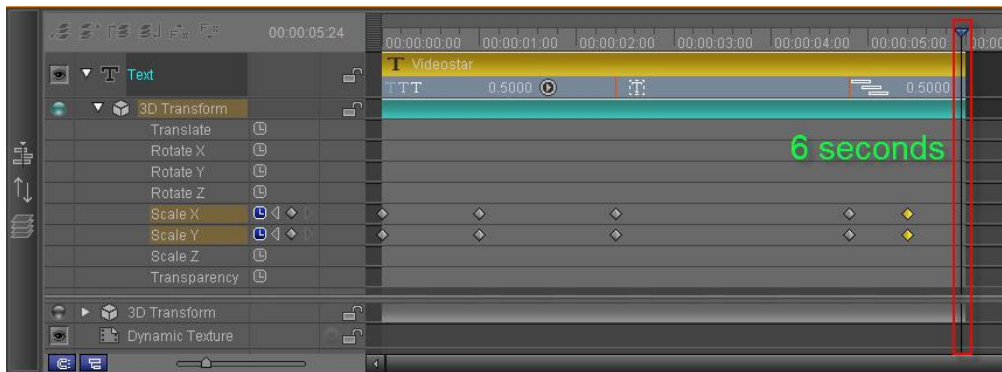 00:00:05:24
00:00:00:00 00:00:01:00 00:00:02:00 00:00:03:00 00:00:04:00 00:00:05:00 00:00
T Videostar
T Text
TTT 0.5000 T 0.5000
3D Transform
Translate
6 seconds
Rotate X
Rotate Y
Rotate Z
Scale X
Scale Y
Scale Z
Transparency
3D Transform
Dynamic Texture